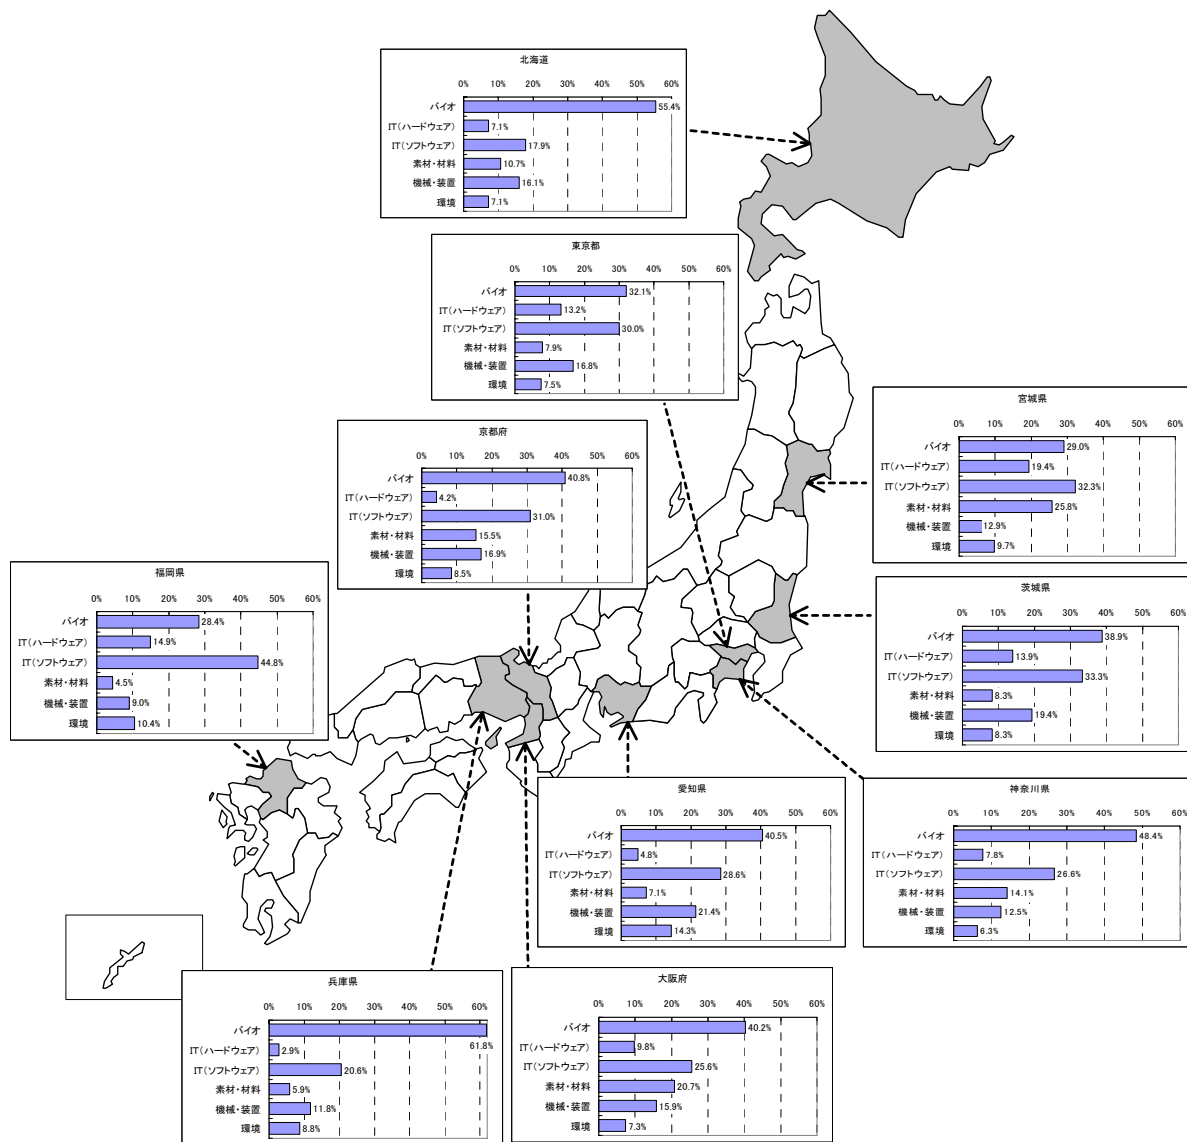 北海道
0% 10% 20% 30% 40% 50% 60%
バイオ 55.4%
IT(ハードウェア) 7.1%
IT(ソフトウェア) 17.9%
素材・材料 10.7%
機械・装置 16.1%
環境 7.1%
東京都
0% 10% 20% 30% 40% 50% 60%
バイオ 32.1%
IT(ハードウェア) 13.2%
IT(ソフトウェア) 30.0%
素材・材料 7.9%
機械・装置 16.8%
環境 7.5%
宮城県
0% 10% 20% 30% 40% 50% 60%
バイオ 29.0%
IT(ハードウェア) 19.4%
IT(ソフトウェア) 32.3%
素材・材料 25.8%
機械・装置 12.9%
環境 9.7%
京都府
0% 10% 20% 30% 40% 50% 60%
バイオ 40.8%
IT(ハードウェア) 4.2%
IT(ソフトウェア) 31.0%
素材・材料 15.5%
機械・装置 16.9%
環境 8.5%
福岡県
0% 10% 20% 30% 40% 50% 60%
バイオ 28.4%
IT(ハードウェア) 14.9%
IT(ソフトウェア) 44.8%
素材・材料 4.5%
機械・装置 9.0%
環境 10.4%
茨城県
0% 10% 20% 30% 40% 50% 60%
バイオ 38.9%
IT(ハードウェア) 13.9%
IT(ソフトウェア) 33.3%
素材・材料 8.3%
機械・装置 19.4%
環境 8.3%
愛知県
0% 10% 20% 30% 40% 50% 60%
バイオ 40.5%
IT(ハードウェア) 4.8%
IT(ソフトウェア) 28.6%
素材・材料 7.1%
機械・装置 21.4%
環境 14.3%
神奈川県
0% 10% 20% 30% 40% 50% 60%
バイオ 48.4%
IT(ハードウェア) 7.8%
IT(ソフトウェア) 26.6%
素材・材料 14.1%
機械・装置 12.5%
環境 6.3%
兵庫県
0% 10% 20% 30% 40% 50% 60%
バイオ 61.8%
IT(ハードウェア) 2.9%
IT(ソフトウェア) 20.6%
素材・材料 5.9%
機械・装置 11.8%
環境 8.8%
大阪府
0% 10% 20% 30% 40% 50% 60%
バイオ 40.2%
IT(ハードウェア) 9.8%
IT(ソフトウェア) 25.6%
素材・材料 20.7%
機械・装置 15.9%
環境 7.3%